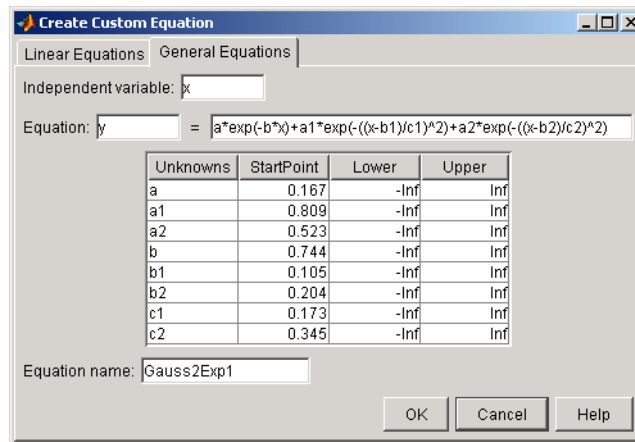 Create Custom Equation
Linear Equations General Equations
Independent variable: x
Equation: y = a*exp(-b*x)+a1*exp(-((x-b1)/c1)^2)+a2*exp(-((x-b2)/c2)^2)
Unknowns StartPoint Lower Upper
a 0.167 -Inf Inf
a1 0.809 -Inf Inf
a2 0.523 -Inf Inf
b 0.744 -Inf Inf
b1 0.105 -Inf Inf
b2 0.204 -Inf Inf
c1 0.173 -Inf Inf
c2 0.345 -Inf Inf
Equation name: Gauss2Exp1
OK Cancel Help